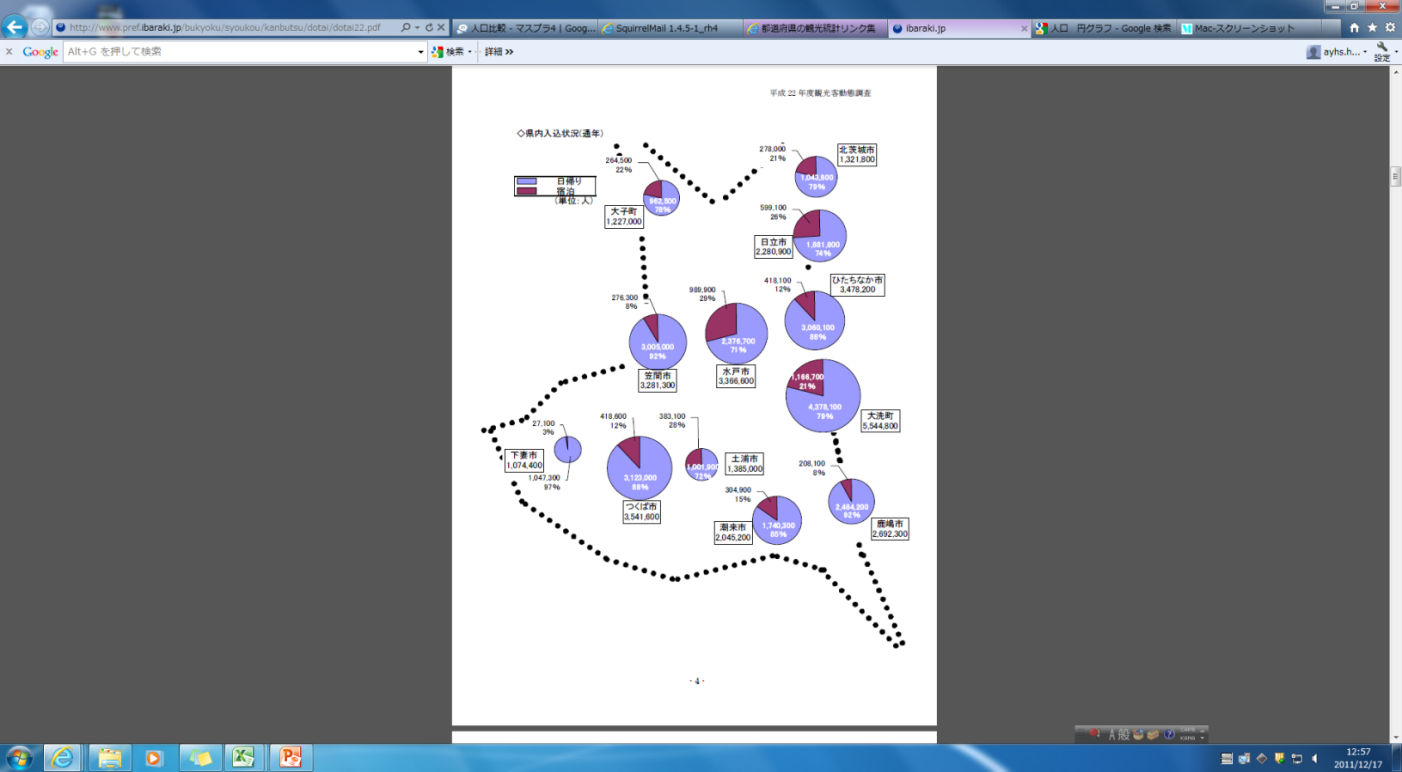 http://www.pref.ibaraki.jp/bukyoku/syoukou/kanbutsu/dotai/dotai22.pdf
人口比較 - マスプラ4 | Goog...
SquirrelMail 1.4.5-1_rh4
都道府県の観光統計リンク集
ibaraki.jp
人口 円グラフ - Google 検索
Mac-スクリーンショット
× Google
Alt+G を押して検索
検索
詳細 »
ayhs.h...
設定
平成 22 年度観光客動態調査
◇県内入込状況(通年)
日帰り
宿泊
(単位:人)
264,500
22%
962,500
78%
大子町
1,227,000
278,000
21%
1,043,800
79%
北茨城市
1,321,800
599,100
26%
1,681,800
74%
日立市
2,280,900
418,100
12%
3,060,100
88%
ひたちなか市
3,478,200
276,300
8%
3,005,000
92%
笠間市
3,281,300
989,900
29%
2,376,700
71%
水戸市
3,366,600
1,166,700
21%
4,378,100
79%
大洗町
5,544,800
27,100
3%
下妻市
1,074,400
1,047,300
97%
418,600
12%
3,123,000
88%
つくば市
3,541,600
383,100
28%
1,001,900
72%
土浦市
1,385,000
304,900
15%
1,740,300
85%
潮来市
2,045,200
208,100
8%
2,484,200
92%
鹿嶋市
2,692,300
- 4 -
A 般
CAPS
KANA
12:57
2011/12/17